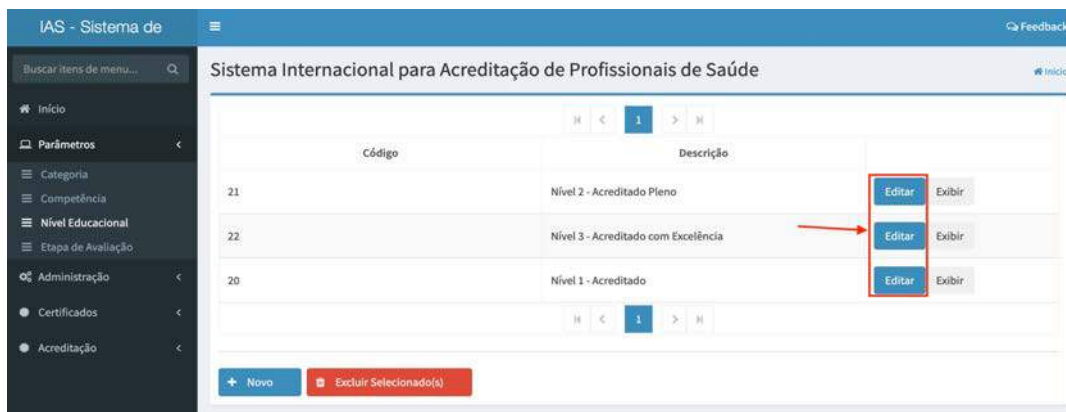 IAS - Sistema de
Feedback
Buscar itens de menu...
Sistema Internacional para Acreditação de Profissionais de Saúde
Início
Início
Parâmetros
Categoria
Competência
Nível Educacional
Etapa de Avaliação
Administração
Certificados
Acreditação
1
Código Descrição
21 Nível 2 - Acreditado Pleno Editar Exibir
22 Nível 3 - Acreditado com Excelência Editar Exibir
20 Nível 1 - Acreditado Editar Exibir
1
+ Novo Excluir Selecionado(s)